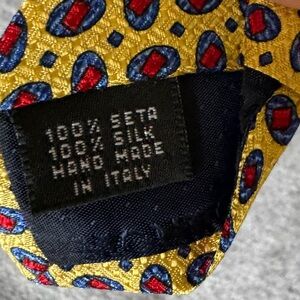 100% SETA
100% SILK
HAND MADE
IN ITALY